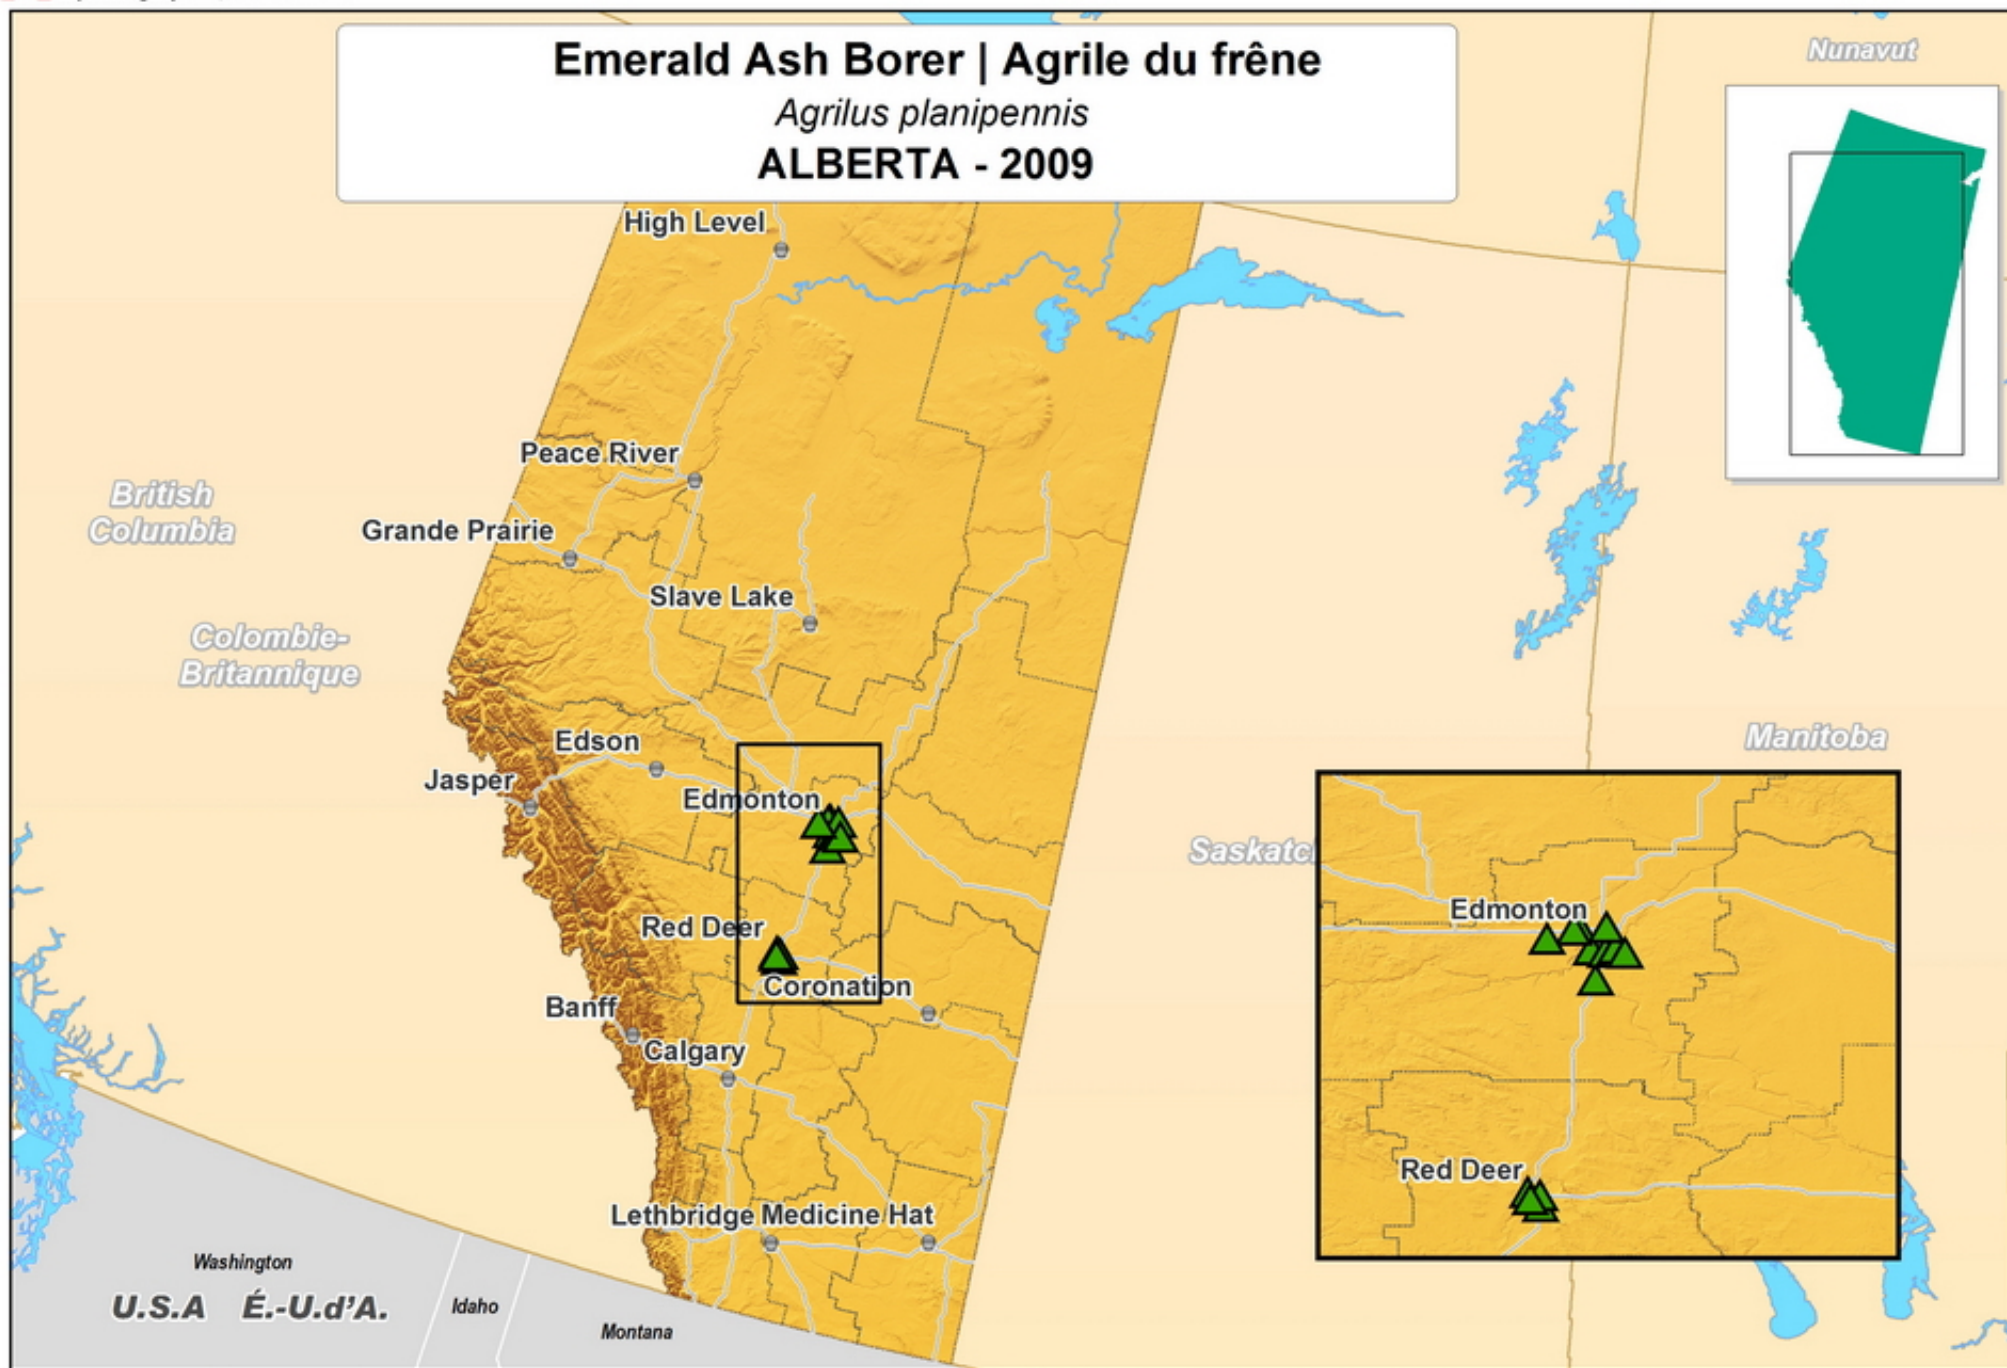 Emerald Ash Borer | Agrile du frêne
Agrilus planipennis
ALBERTA - 2009
Nunavut
High Level
Peace River
British
Columbia
Grande Prairie
Slave Lake
Colombie-
Britannique
Edson
Manitoba
Jasper
Edmonton
Saskatc
Edmonton
Red Deer
Coronation
Banff
Calgary
Red Deer
Lethbridge Medicine Hat
Washington
U.S.A É.-U.d'A.
Idaho
Montana